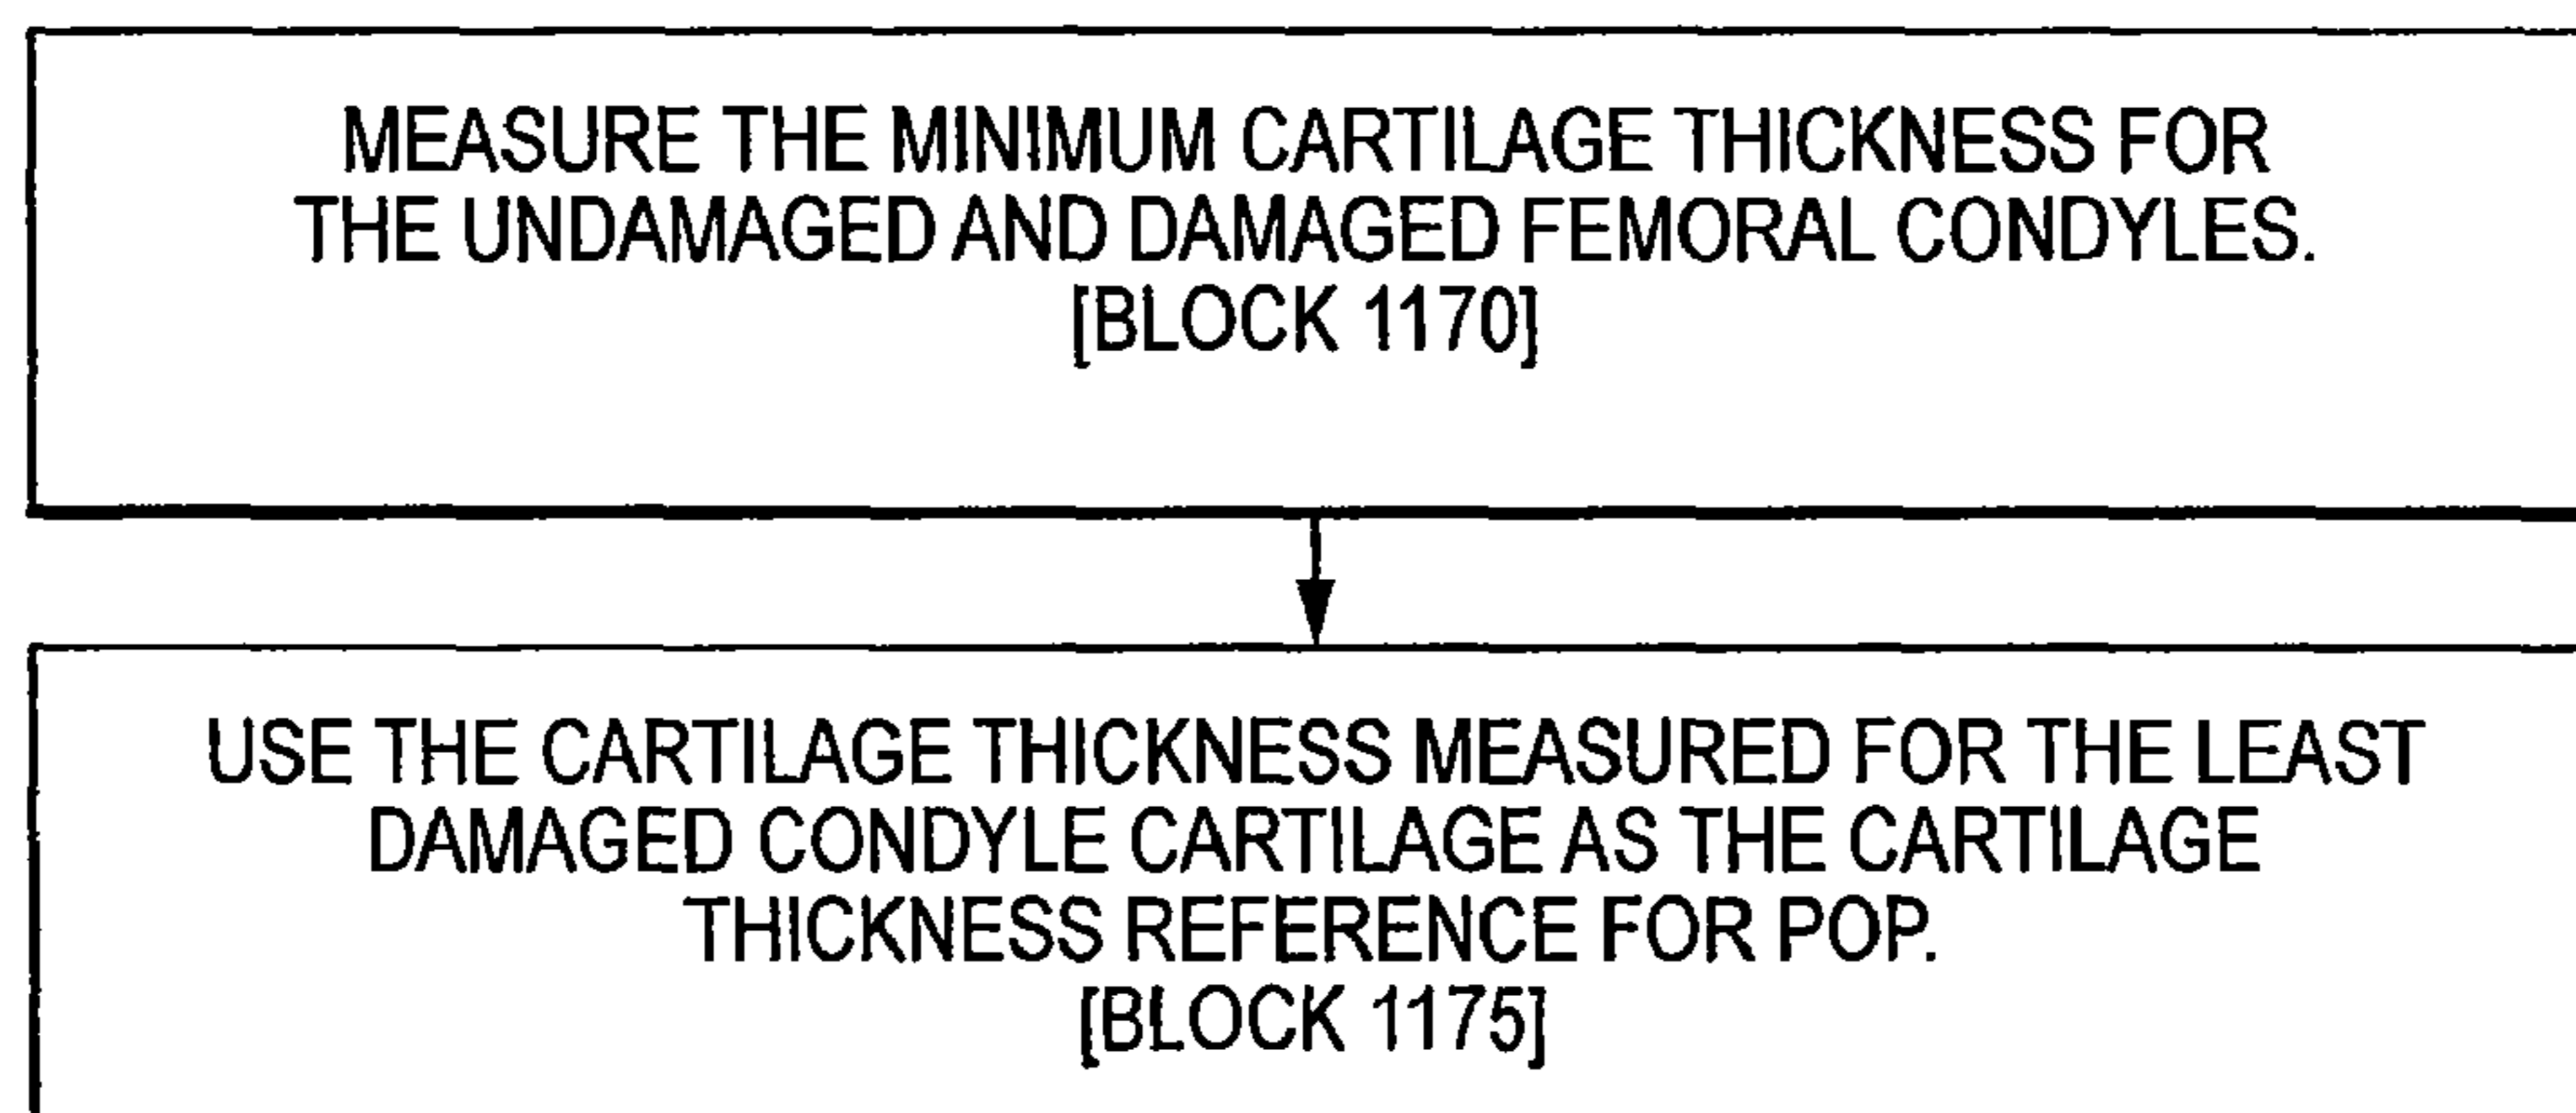 MEASURE THE MINIMUM CARTILAGE THICKNESS FOR
THE UNDAMAGED AND DAMAGED FEMORAL CONDYLES.
[BLOCK 1170]
USE THE CARTILAGE THICKNESS MEASURED FOR THE LEAST
DAMAGED CONDYLE CARTILAGE AS THE CARTILAGE
THICKNESS REFERENCE FOR POP.
[BLOCK 1175]